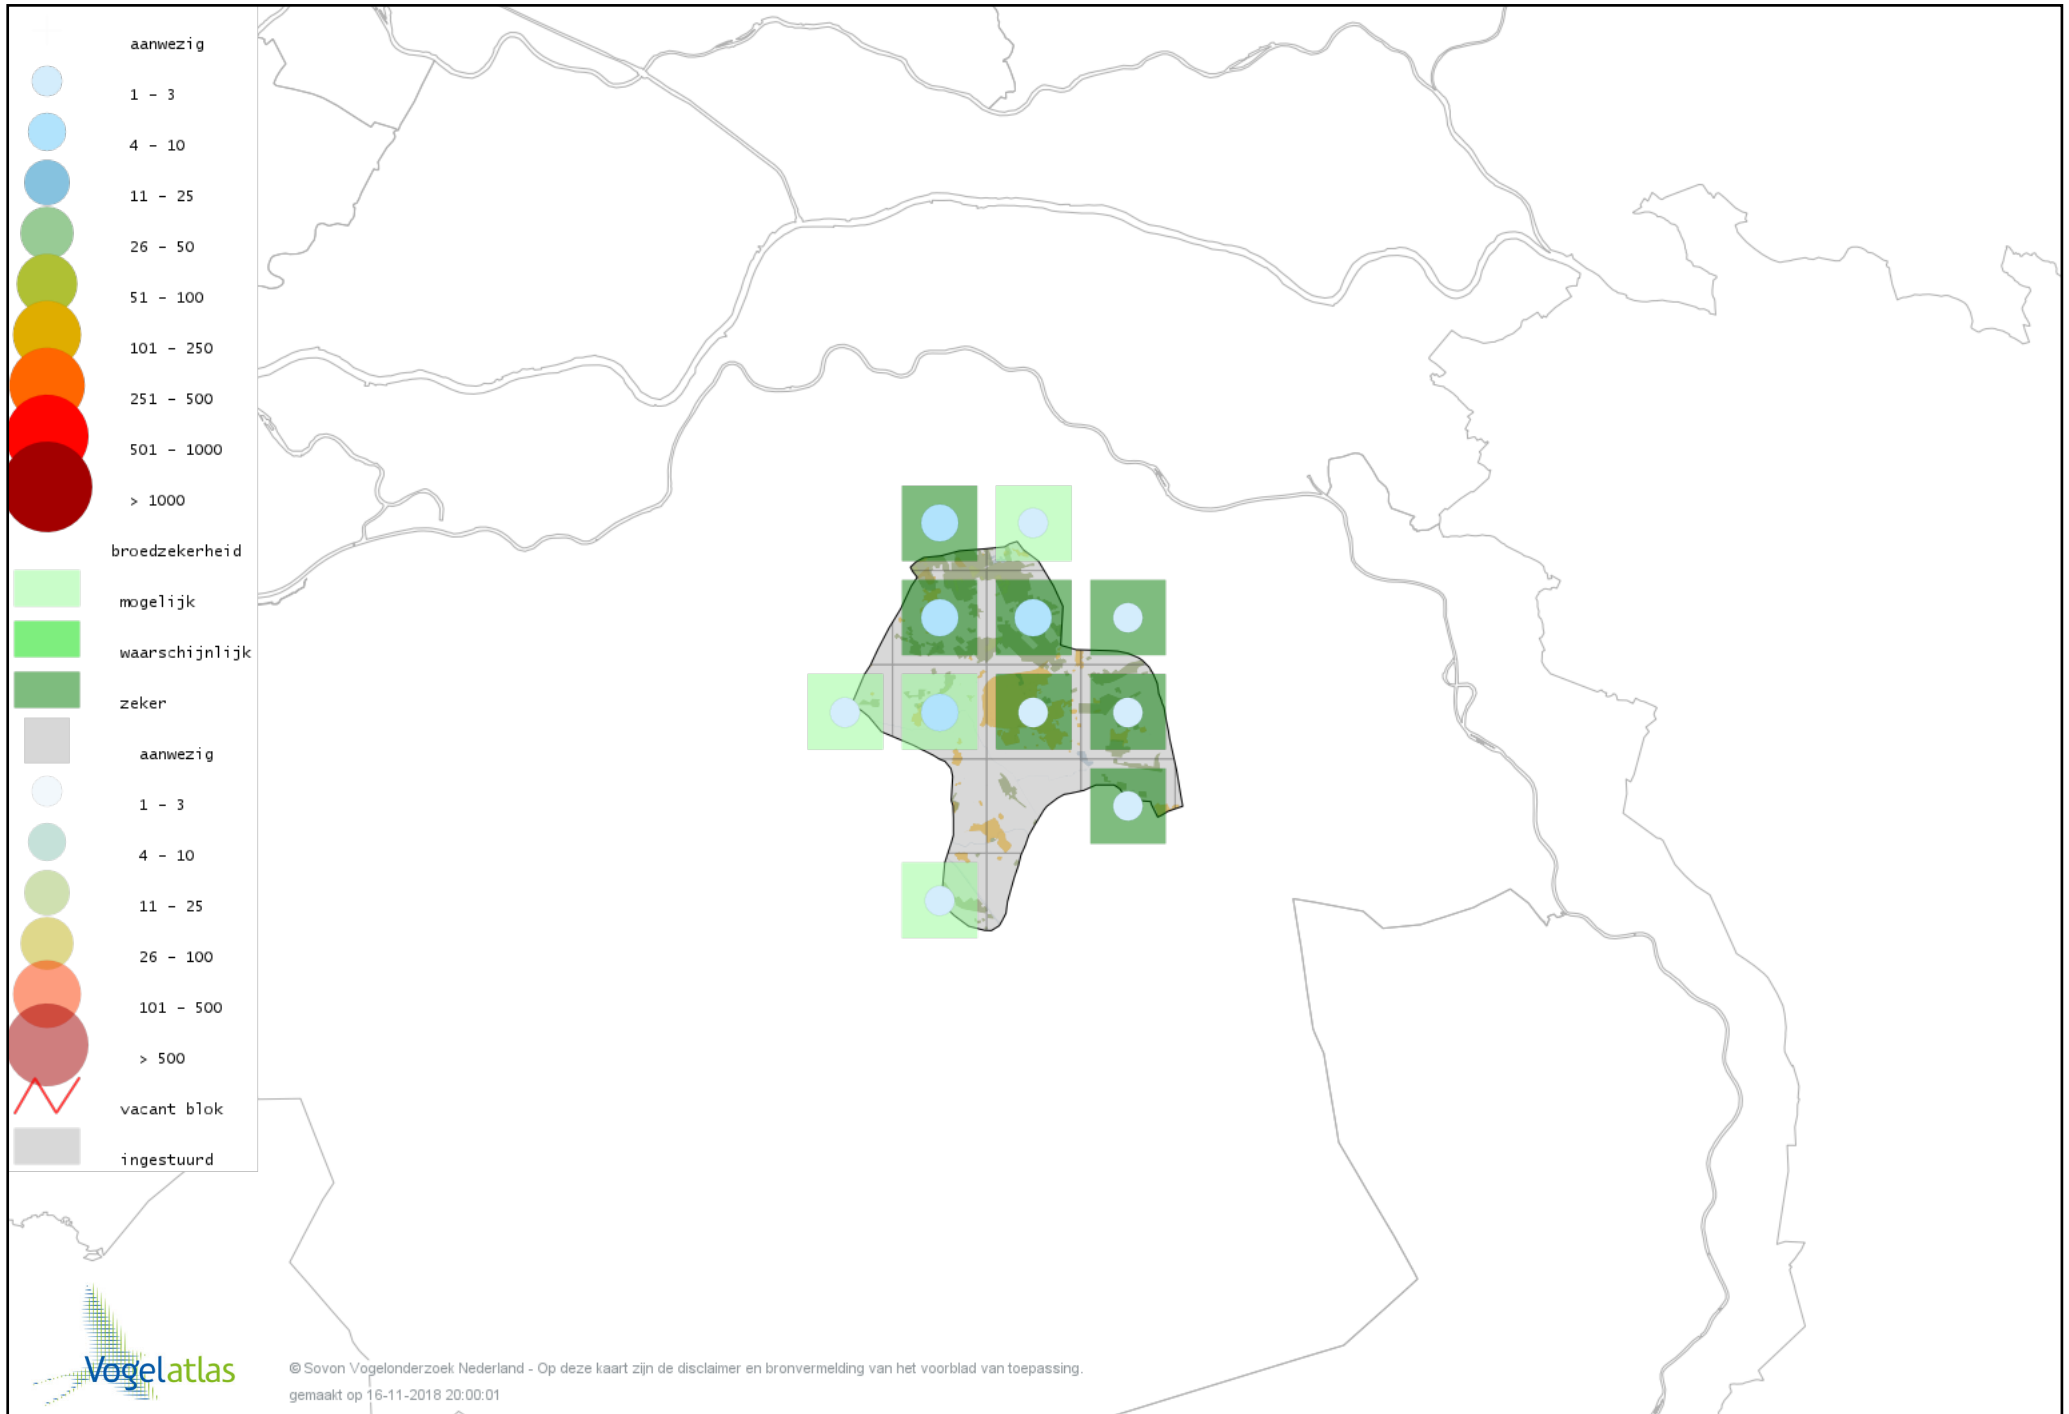 aanwezig
1 - 3
4 - 10
11 - 25
26 - 50
51 - 100
101 - 250
251 - 500
501 - 1000
> 1000
broedzekerheid
mogelijk
waarschijnlijk
zeker
aanwezig
1 - 3
4 - 10
11 - 25
26 - 100
101 - 500
> 500
vacant blok
ingestuurd
Vogelatlas
© Sovon Vogelonderzoek Nederland - Op deze kaart zijn de disclaimer en bronvermelding van het voorblad van toepassing.
gemaakt op 16-11-2018 20:00:01